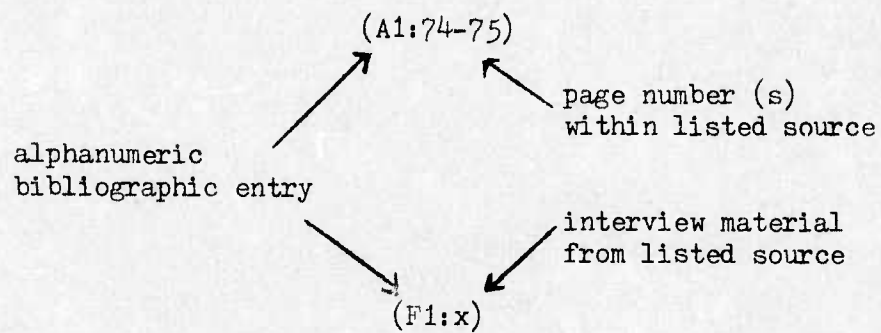 (A1:74-75)
page number (s)
within listed source
alphanumeric
bibliographic entry
interview material
from listed source
(F1:x)